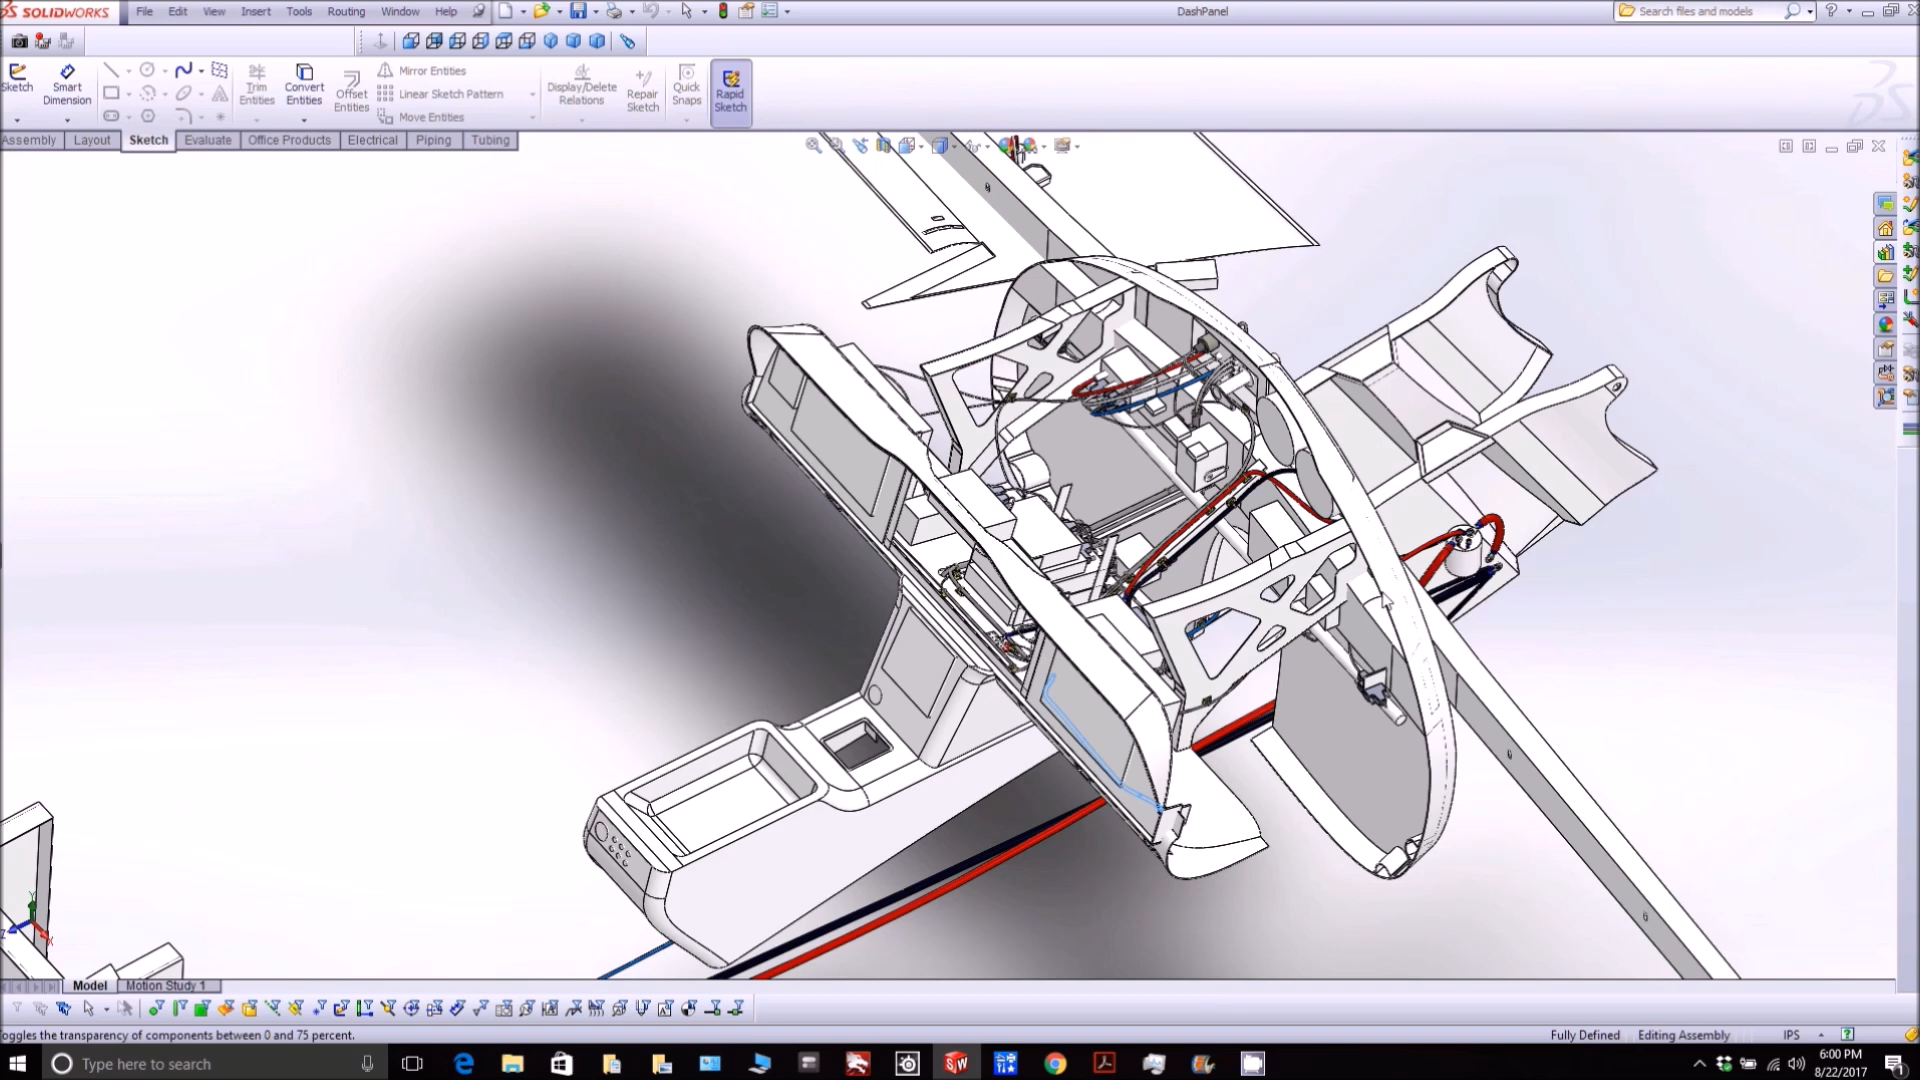 SOLIDWORKS File Edit View Insert Tools Routing Window Help DashPanel Search files and models
Sketch Smart Dimension Trim Entities Convert Entities Offset Entities Mirror Entities Linear Sketch Pattern Move Entities Display/Delete Relations Repair Sketch Quick Snaps Rapid Sketch
Assembly Layout Sketch Evaluate Office Products Electrical Piping Tubing
Y
Z X
Model Motion Study 1
oggles the transparency of components between 0 and 75 percent. Fully Defined Editing Assembly IPS
Type here to search 6:00 PM
8/22/2017